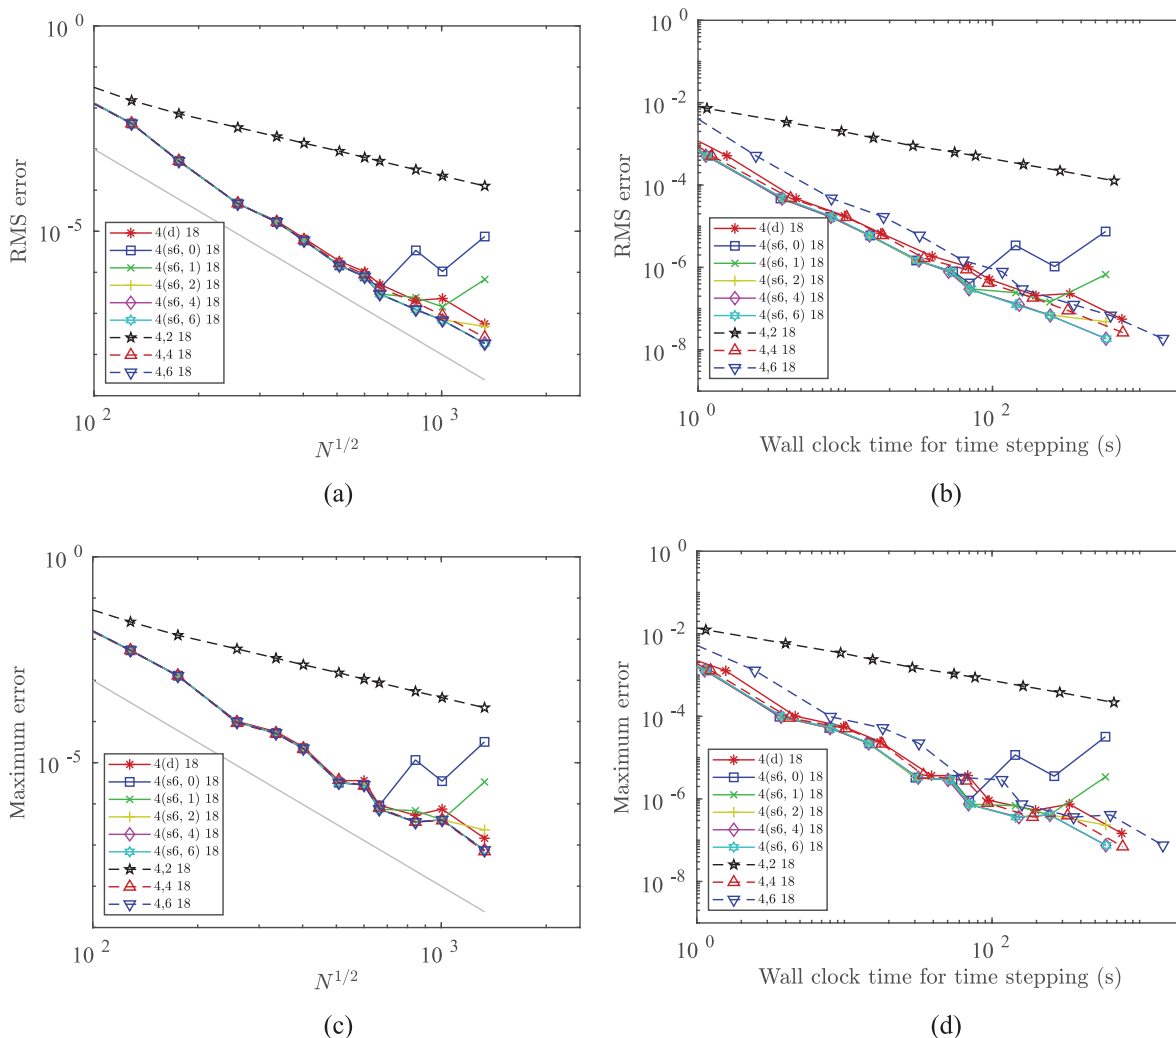 10^0
10^-5
RMS error
4(d) 18
4(s6, 0) 18
4(s6, 1) 18
4(s6, 2) 18
4(s6, 4) 18
4(s6, 6) 18
4,2 18
4,4 18
4,6 18
10^2
10^3
N^1/2
(a)
10^0
10^-2
10^-4
10^-6
10^-8
RMS error
4(d) 18
4(s6, 0) 18
4(s6, 1) 18
4(s6, 2) 18
4(s6, 4) 18
4(s6, 6) 18
4,2 18
4,4 18
4,6 18
10^0
10^2
Wall clock time for time stepping (s)
(b)
10^0
10^-5
Maximum error
4(d) 18
4(s6, 0) 18
4(s6, 1) 18
4(s6, 2) 18
4(s6, 4) 18
4(s6, 6) 18
4,2 18
4,4 18
4,6 18
10^2
10^3
N^1/2
(c)
10^0
10^-2
10^-4
10^-6
10^-8
Maximum error
4(d) 18
4(s6, 0) 18
4(s6, 1) 18
4(s6, 2) 18
4(s6, 4) 18
4(s6, 6) 18
4,2 18
4,4 18
4,6 18
10^0
10^2
Wall clock time for time stepping (s)
(d)